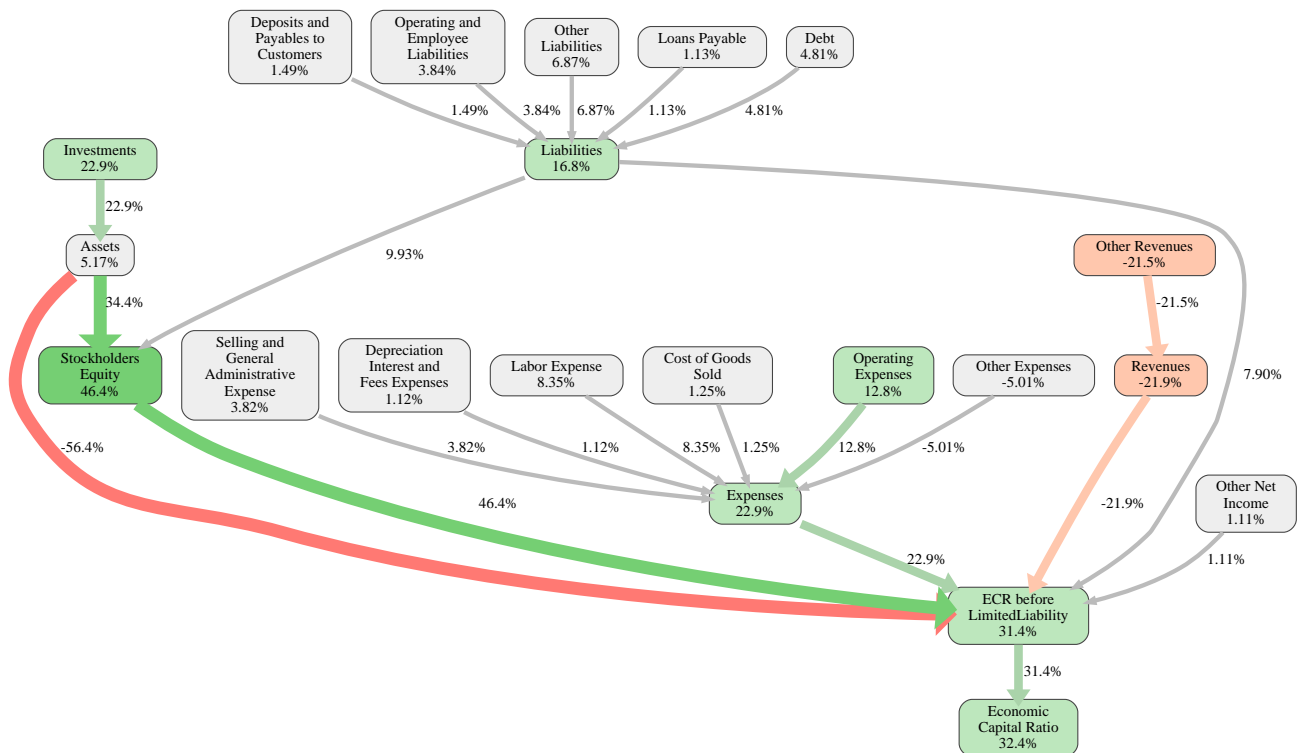 Deposits and
Payables to
Customers
1.49%
Operating and
Employee
Liabilities
3.84%
Other
Liabilities
6.87%
Loans Payable
1.13%
Debt
4.81%
1.49%
3.84%
6.87%
1.13%
4.81%
Investments
22.9%
Liabilities
16.8%
22.9%
Assets
5.17%
9.93%
Other Revenues
-21.5%
34.4%
-21.5%
7.90%
Stockholders
Equity
46.4%
Selling and
General
Administrative
Expense
3.82%
Depreciation
Interest and
Fees Expenses
1.12%
Labor Expense
8.35%
Cost of Goods
Sold
1.25%
Operating
Expenses
12.8%
Other Expenses
-5.01%
Revenues
-21.9%
-56.4%
3.82%
1.12%
8.35%
1.25%
12.8%
-5.01%
46.4%
Expenses
22.9%
-21.9%
Other Net
Income
1.11%
22.9%
1.11%
ECR before
LimitedLiability
31.4%
31.4%
Economic
Capital Ratio
32.4%